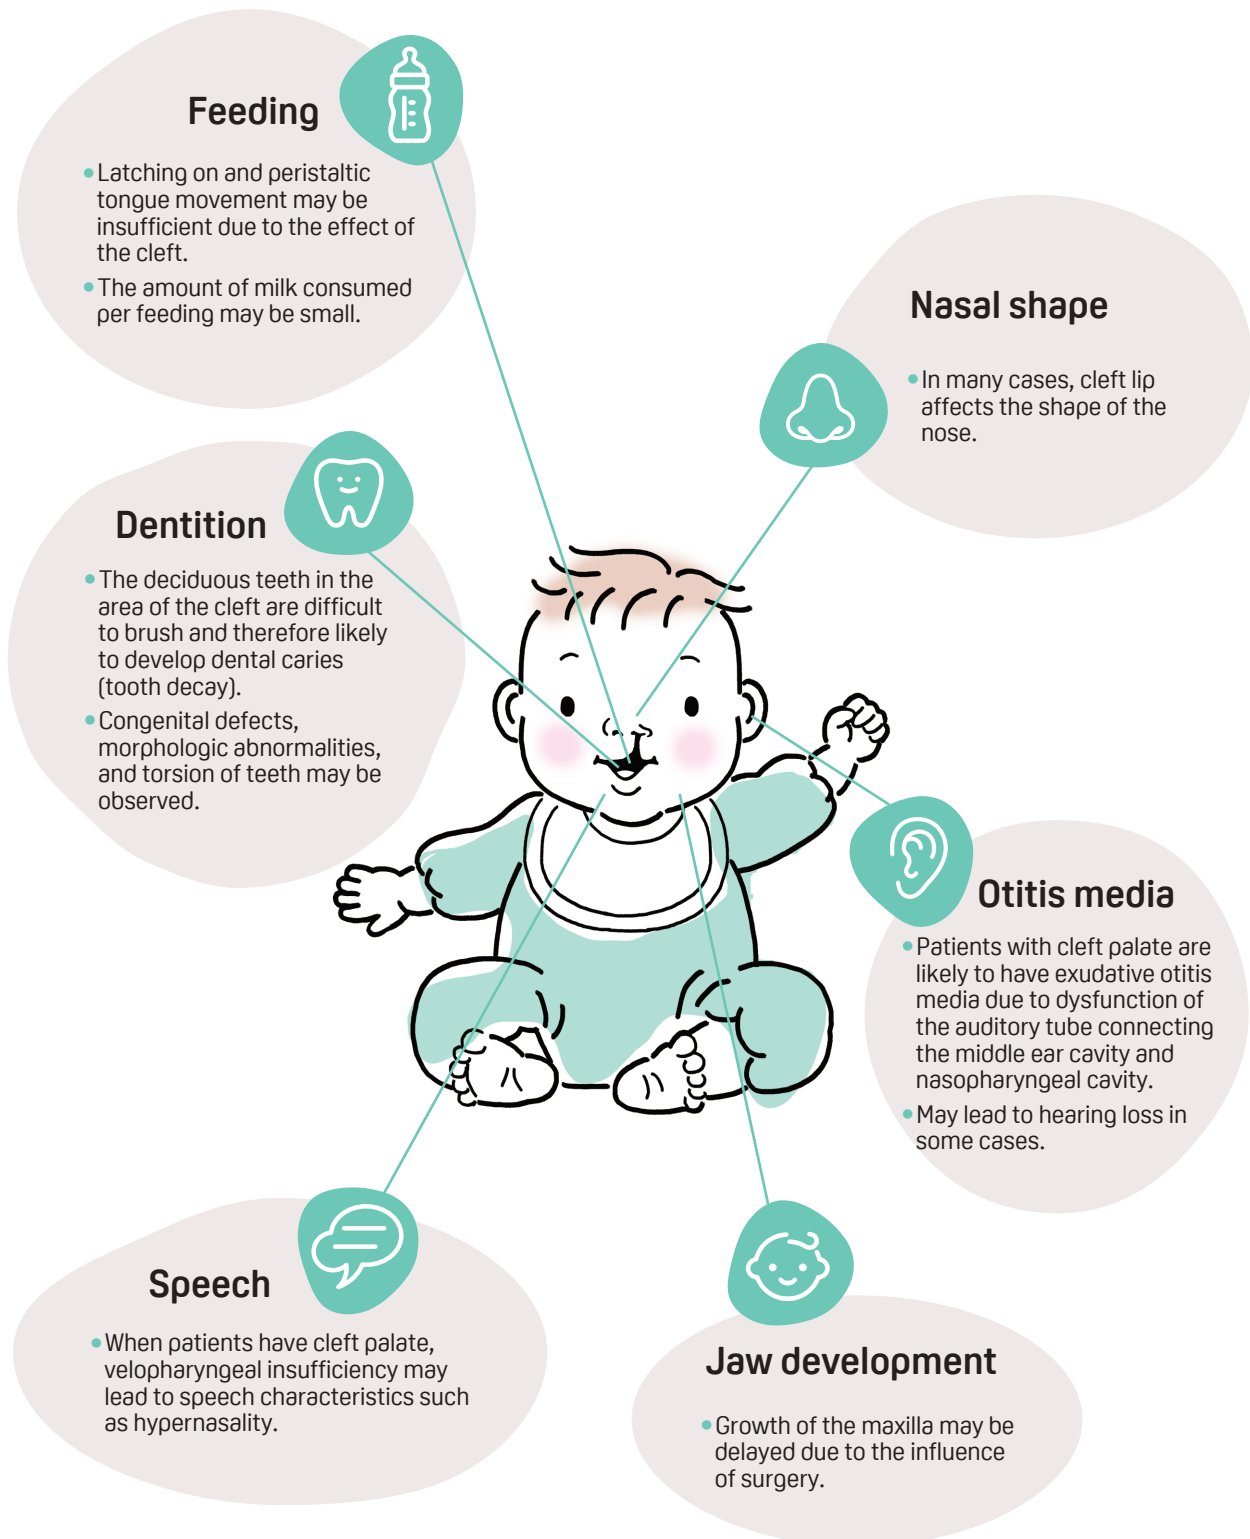 Feeding
• Latching on and peristaltic
tongue movement may be
insufficient due to the effect of
the cleft.
• The amount of milk consumed
per feeding may be small.
Nasal shape
• In many cases, cleft lip
affects the shape of the
nose.
Dentition
• The deciduous teeth in the
area of the cleft are difficult
to brush and therefore likely
to develop dental caries
(tooth decay).
• Congenital defects,
morphologic abnormalities,
and torsion of teeth may be
observed.
Otitis media
• Patients with cleft palate are
likely to have exudative otitis
media due to dysfunction of
the auditory tube connecting
the middle ear cavity and
nasopharyngeal cavity.
• May lead to hearing loss in
some cases.
Speech
• When patients have cleft palate,
velopharyngeal insufficiency may
lead to speech characteristics such
as hypernasality.
Jaw development
• Growth of the maxilla may be
delayed due to the influence
of surgery.